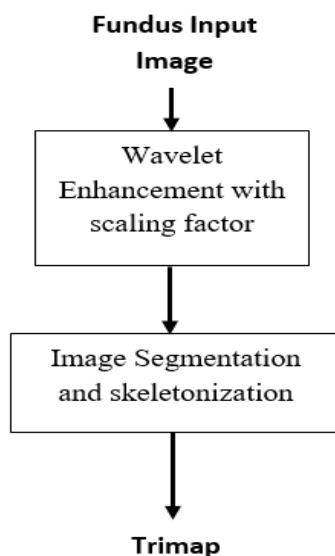 Fundus Input
Image
Wavelet
Enhancement with
scaling factor
Image Segmentation
and skeletonization
Trimap